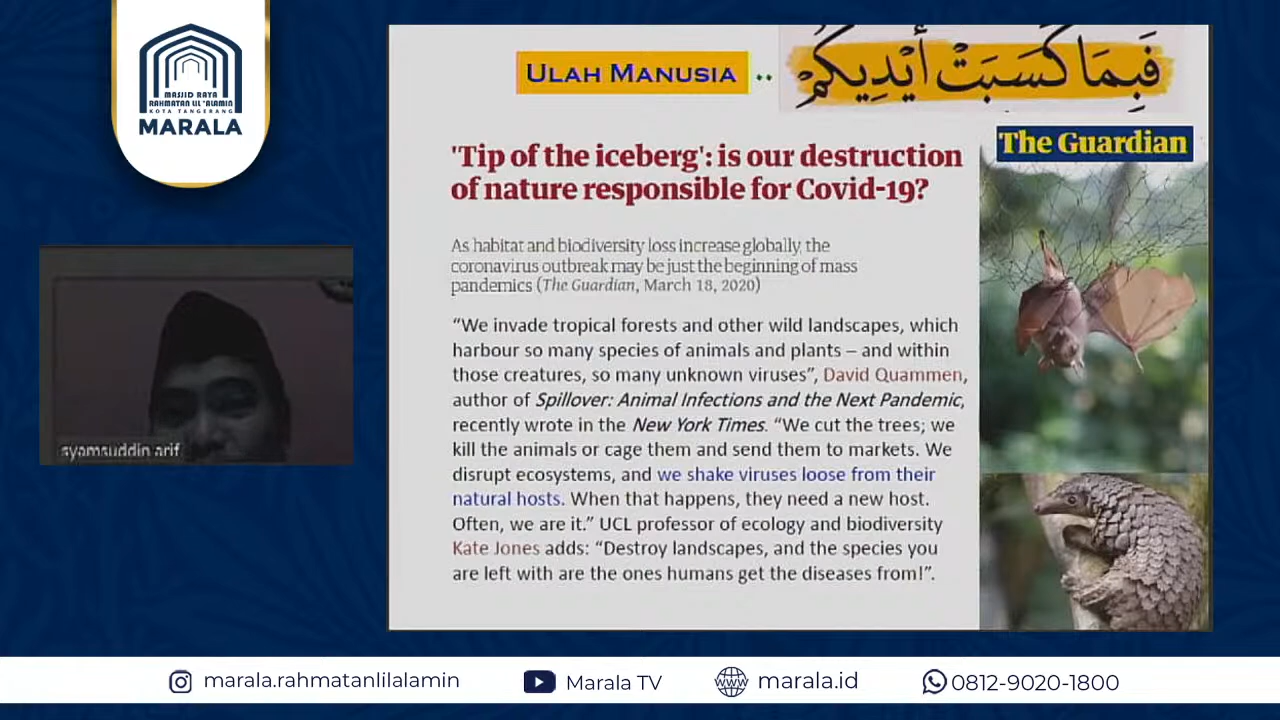 MASJID RAYA
RAHMATAN LIL 'ALAMIN
KOTA TANGERANG
MARALA
ULAH MANUSIA ..
فَبِمَا كَسَبَتْ أَيْدِيكُمْ
The Guardian
'Tip of the iceberg': is our destruction
of nature responsible for Covid-19?
As habitat and biodiversity loss increase globally, the
coronavirus outbreak may be just the beginning of mass
pandemics (The Guardian, March 18, 2020)
“We invade tropical forests and other wild landscapes, which
harbour so many species of animals and plants – and within
those creatures, so many unknown viruses”, David Quammen,
author of Spillover: Animal Infections and the Next Pandemic,
recently wrote in the New York Times. “We cut the trees; we
kill the animals or cage them and send them to markets. We
disrupt ecosystems, and we shake viruses loose from their
natural hosts. When that happens, they need a new host.
Often, we are it.” UCL professor of ecology and biodiversity
Kate Jones adds: “Destroy landscapes, and the species you
are left with are the ones humans get the diseases from!”.
syamsuddin arif
marala.rahmatanlilalamin
Marala TV
marala.id
0812-9020-1800